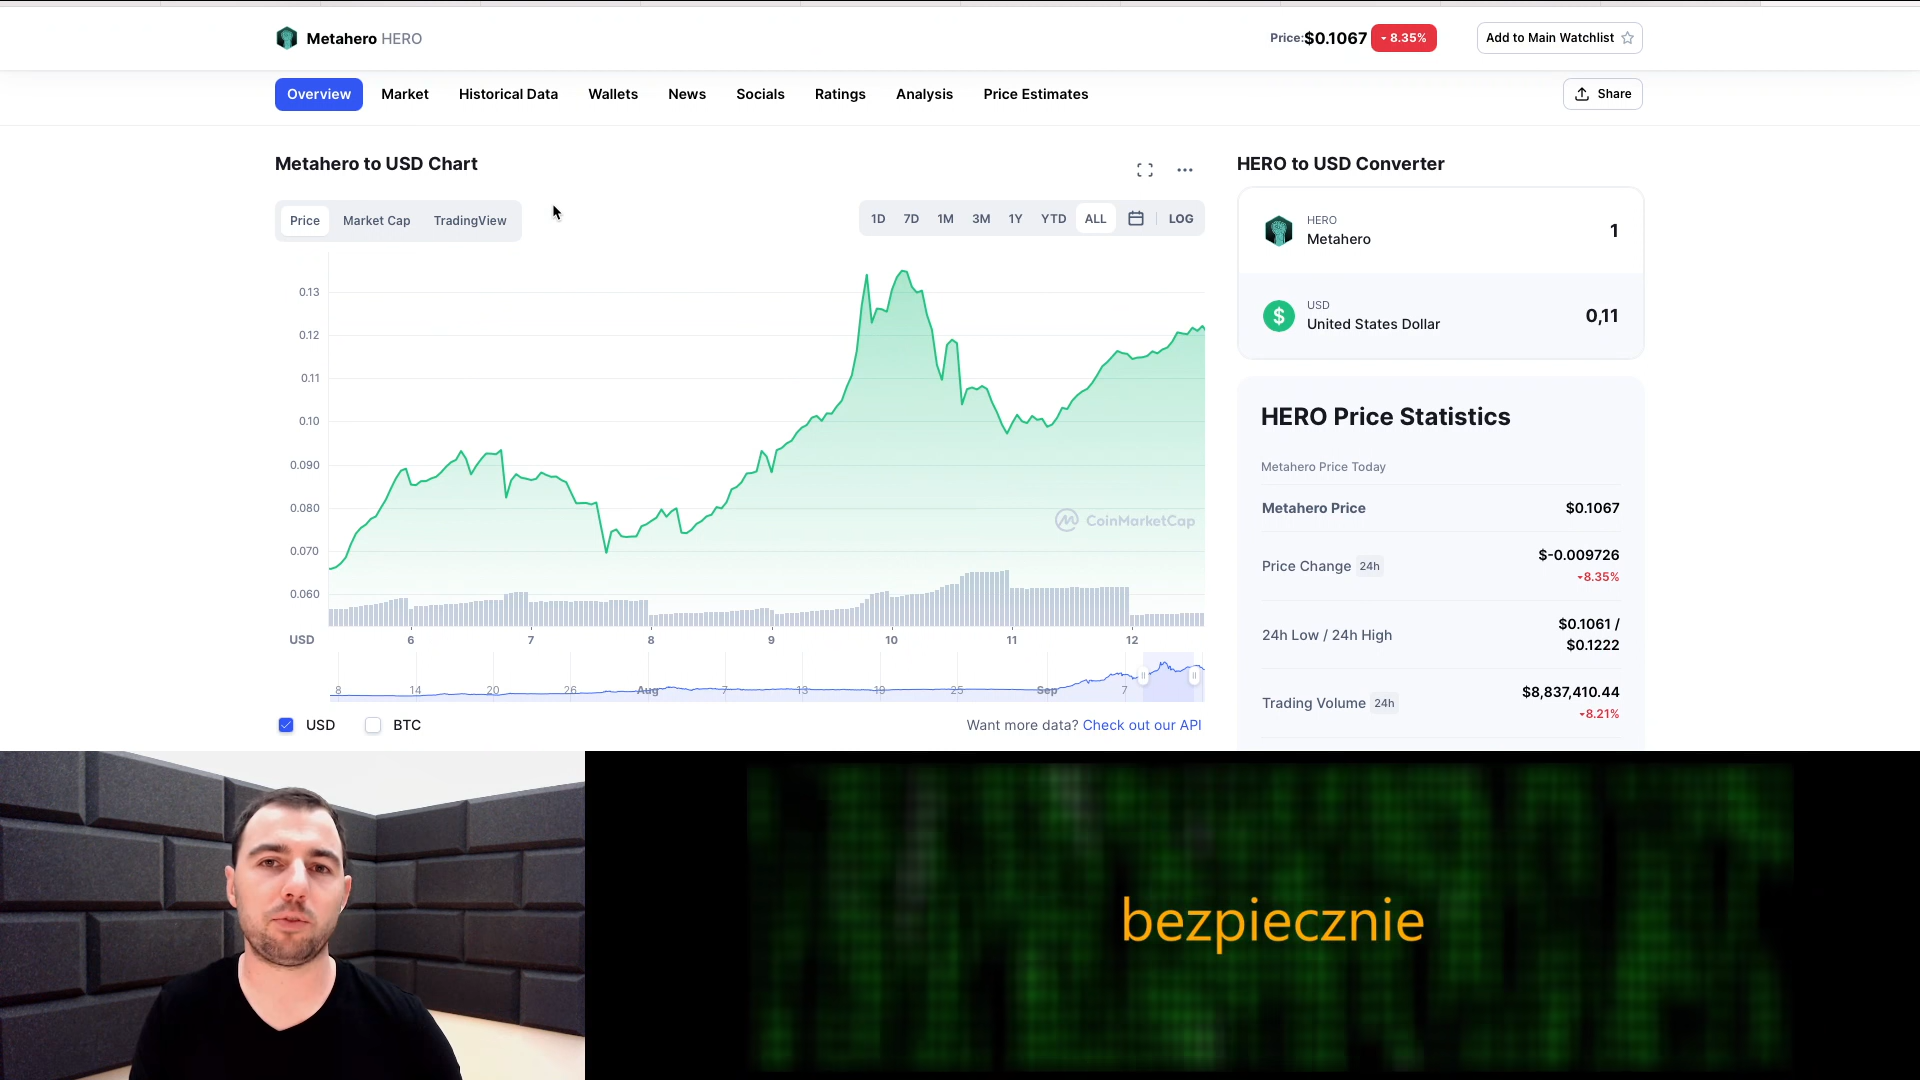 Metahero HERO
Price:$0.1067 8.35%
Add to Main Watchlist
Overview Market Historical Data Wallets News Socials Ratings Analysis Price Estimates
Share
Metahero to USD Chart
Price Market Cap TradingView
1D 7D 1M 3M 1Y YTD ALL LOG
0.13
0.12
0.11
0.10
0.090
0.080
0.070
0.060
CoinMarketCap
USD 6 7 8 9 10 11 12
8 14 20 26 Aug 7 13 19 25 Sep 7
USD BTC
Want more data? Check out our API
HERO to USD Converter
HERO
Metahero 1
USD
United States Dollar 0,11
HERO Price Statistics
Metahero Price Today
Metahero Price $0.1067
Price Change 24h $-0.009726
8.35%
24h Low / 24h High $0.1061 /
$0.1222
Trading Volume 24h $8,837,410.44
8.21%
bezpiecznie